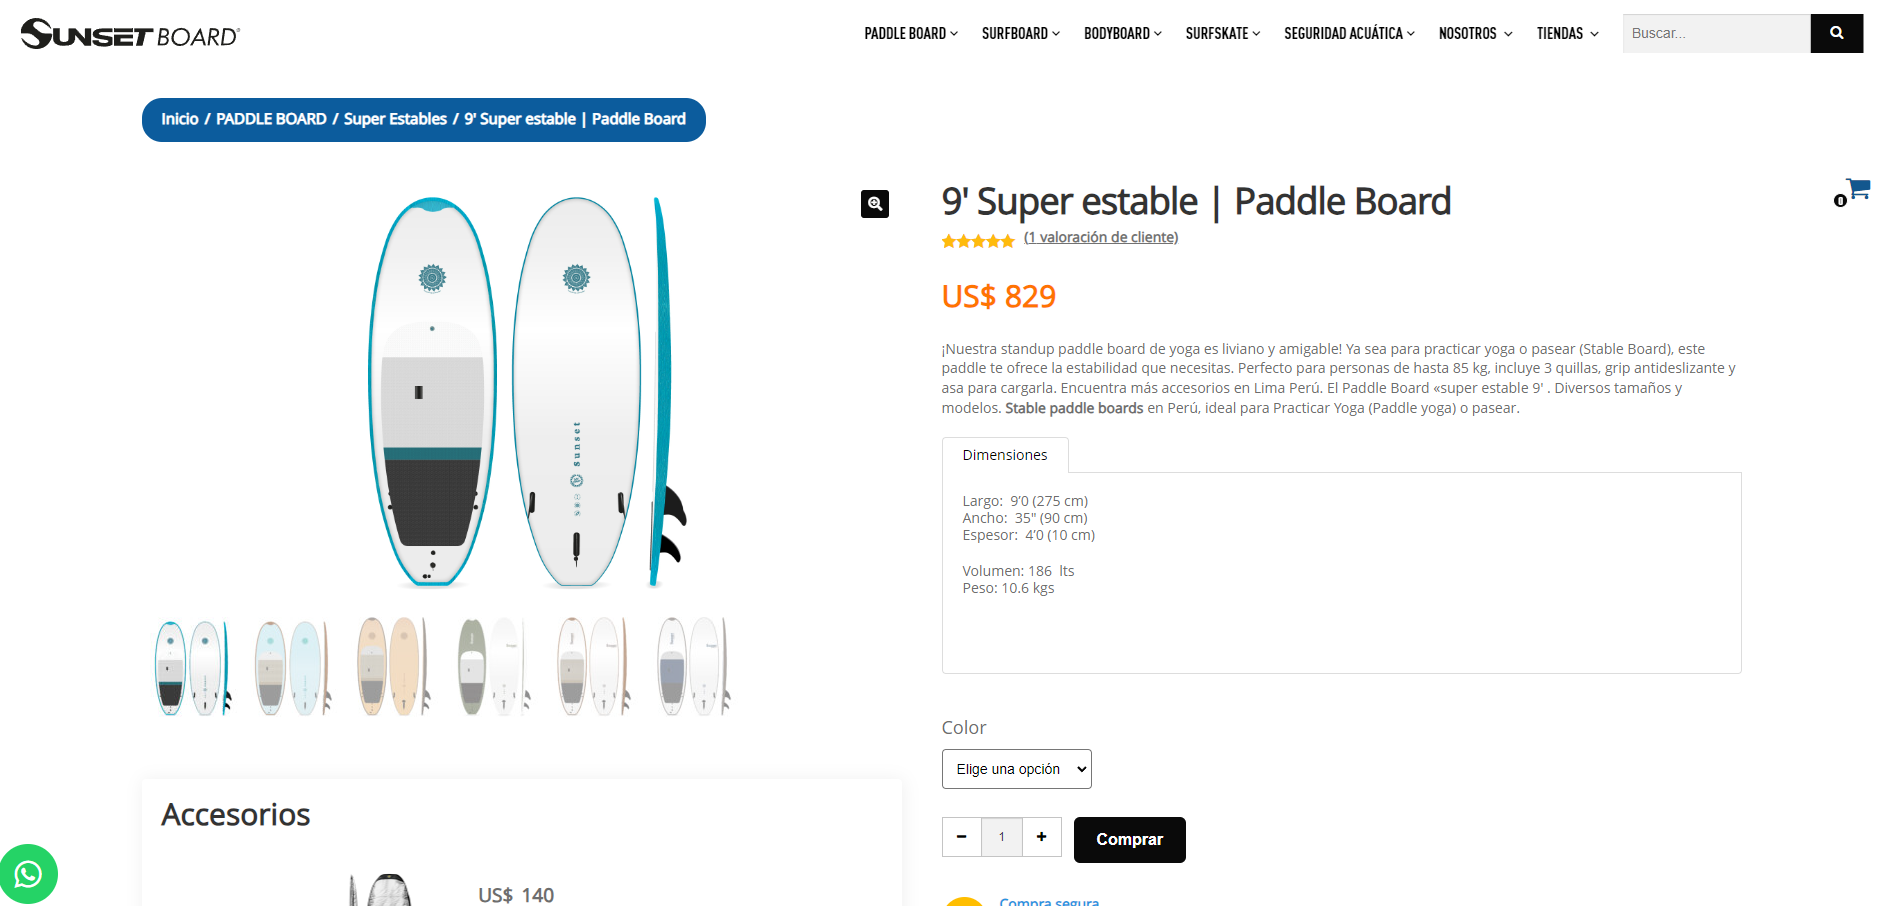 SUNSET BOARD®
PADDLE BOARD
SURFBOARD
BODYBOARD
SURFSKATE
SEGURIDAD ACUÁTICA
NOSOTROS
TIENDAS
Buscar...
Inicio / PADDLE BOARD / Super Estables / 9' Super estable | Paddle Board
9' Super estable | Paddle Board
0
(1 valoración de cliente)
US$ 829
¡Nuestra standup paddle board de yoga es liviano y amigable! Ya sea para practicar yoga o pasear (Stable Board), este
paddle te ofrece la estabilidad que necesitas. Perfecto para personas de hasta 85 kg, incluye 3 quillas, grip antideslizante y
asa para cargarla. Encuentra más accesorios en Lima Perú. El Paddle Board «super estable 9' . Diversos tamaños y
modelos. Stable paddle boards en Perú, ideal para Practicar Yoga (Paddle yoga) o pasear.
Dimensiones
Largo: 9’0 (275 cm)
Ancho: 35" (90 cm)
Espesor: 4’0 (10 cm)
Volumen: 186 lts
Peso: 10.6 kgs
Sunset
Color
Elige una opción
− 1 +
Comprar
Accesorios
US$ 140
Compra segura